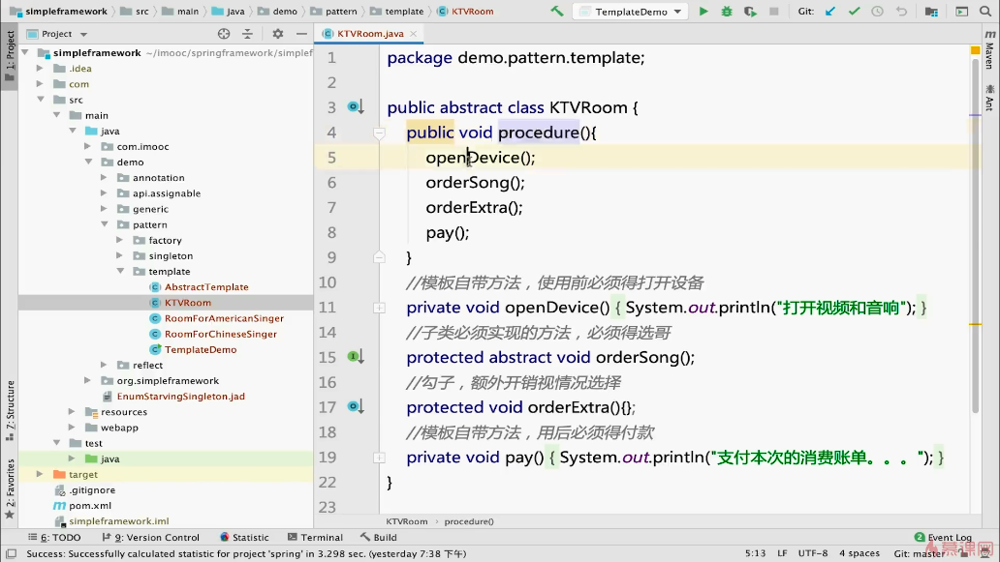 simpleframework src main java demo pattern template KTVRoom TemplateDemo Git:
Project KTVRoom.java
1: Project
simpleframework ~/imooc/springframework/simplef
.idea
com
src
main
java
com.imooc
demo
annotation
api.assignable
generic
pattern
factory
singleton
template
AbstractTemplate
KTVRoom
RoomForAmericanSinger
RoomForChineseSinger
TemplateDemo
reflect
org.simpleframework
EnumStarvingSingleton.jad
resources
webapp
test
java
target
.gitignore
pom.xml
simpleframework.iml
Z: Structure
2: Favorites
1 package demo.pattern.template;
2
3 public abstract class KTVRoom {
4 public void procedure(){
5 openDevice();
6 orderSong();
7 orderExtra();
8 pay();
9 }
10 //模板自带方法，使用前必须得打开设备
11 private void openDevice() { System.out.println("打开视频和音响"); }
14 //子类必须实现的方法，必须得选哥
15 protected abstract void orderSong();
16 //勾子，额外开销视情况选择
17 protected void orderExtra(){};
18 //模板自带方法，用后必须得付款
19 private void pay() { System.out.println("支付本次的消费账单。。。"); }
22 }
23
Maven
Ant
KTVRoom › procedure()
6: TODO 9: Version Control Statistic Terminal Build 2 Event Log
Success: Successfully calculated statistic for project 'spring' in 3.298 sec. (yesterday 7:38 下午) 5:13 LF UTF-8 4 spaces Git: master
慕课网